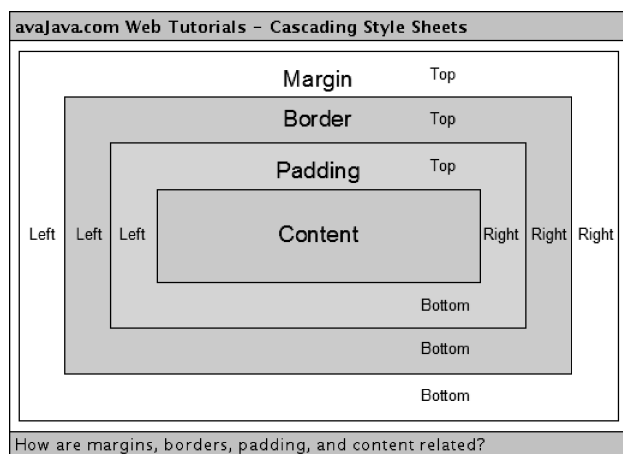 avaJava.com Web Tutorials – Cascading Style Sheets
Margin Top
Border Top
Padding Top
Left Left Left Content Right Right Right
Bottom
Bottom
Bottom
How are margins, borders, padding, and content related?